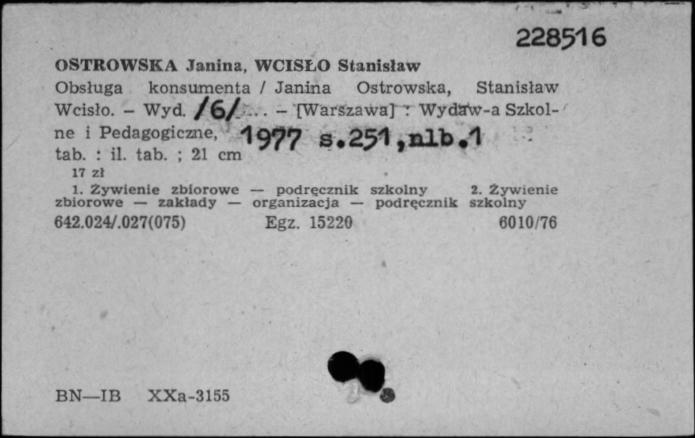 228516
OSTROWSKA Janina, WCISŁO Stanisław
Obsługa konsumenta / Janina Ostrowska, Stanisław
Wcisło. — Wyd. /6/ ... — [Warszawa] : Wydaw-a Szkol-
ne i Pedagogiczne, 1977 s.251,nlb.1
tab. : il. tab. ; 21 cm
17 zł
1. Żywienie zbiorowe — podręcznik szkolny 2. Żywienie
zbiorowe — zakłady — organizacja — podręcznik szkolny
642.024/.027(075) Egz. 15220 6010/76
BN—IB XXa-3155